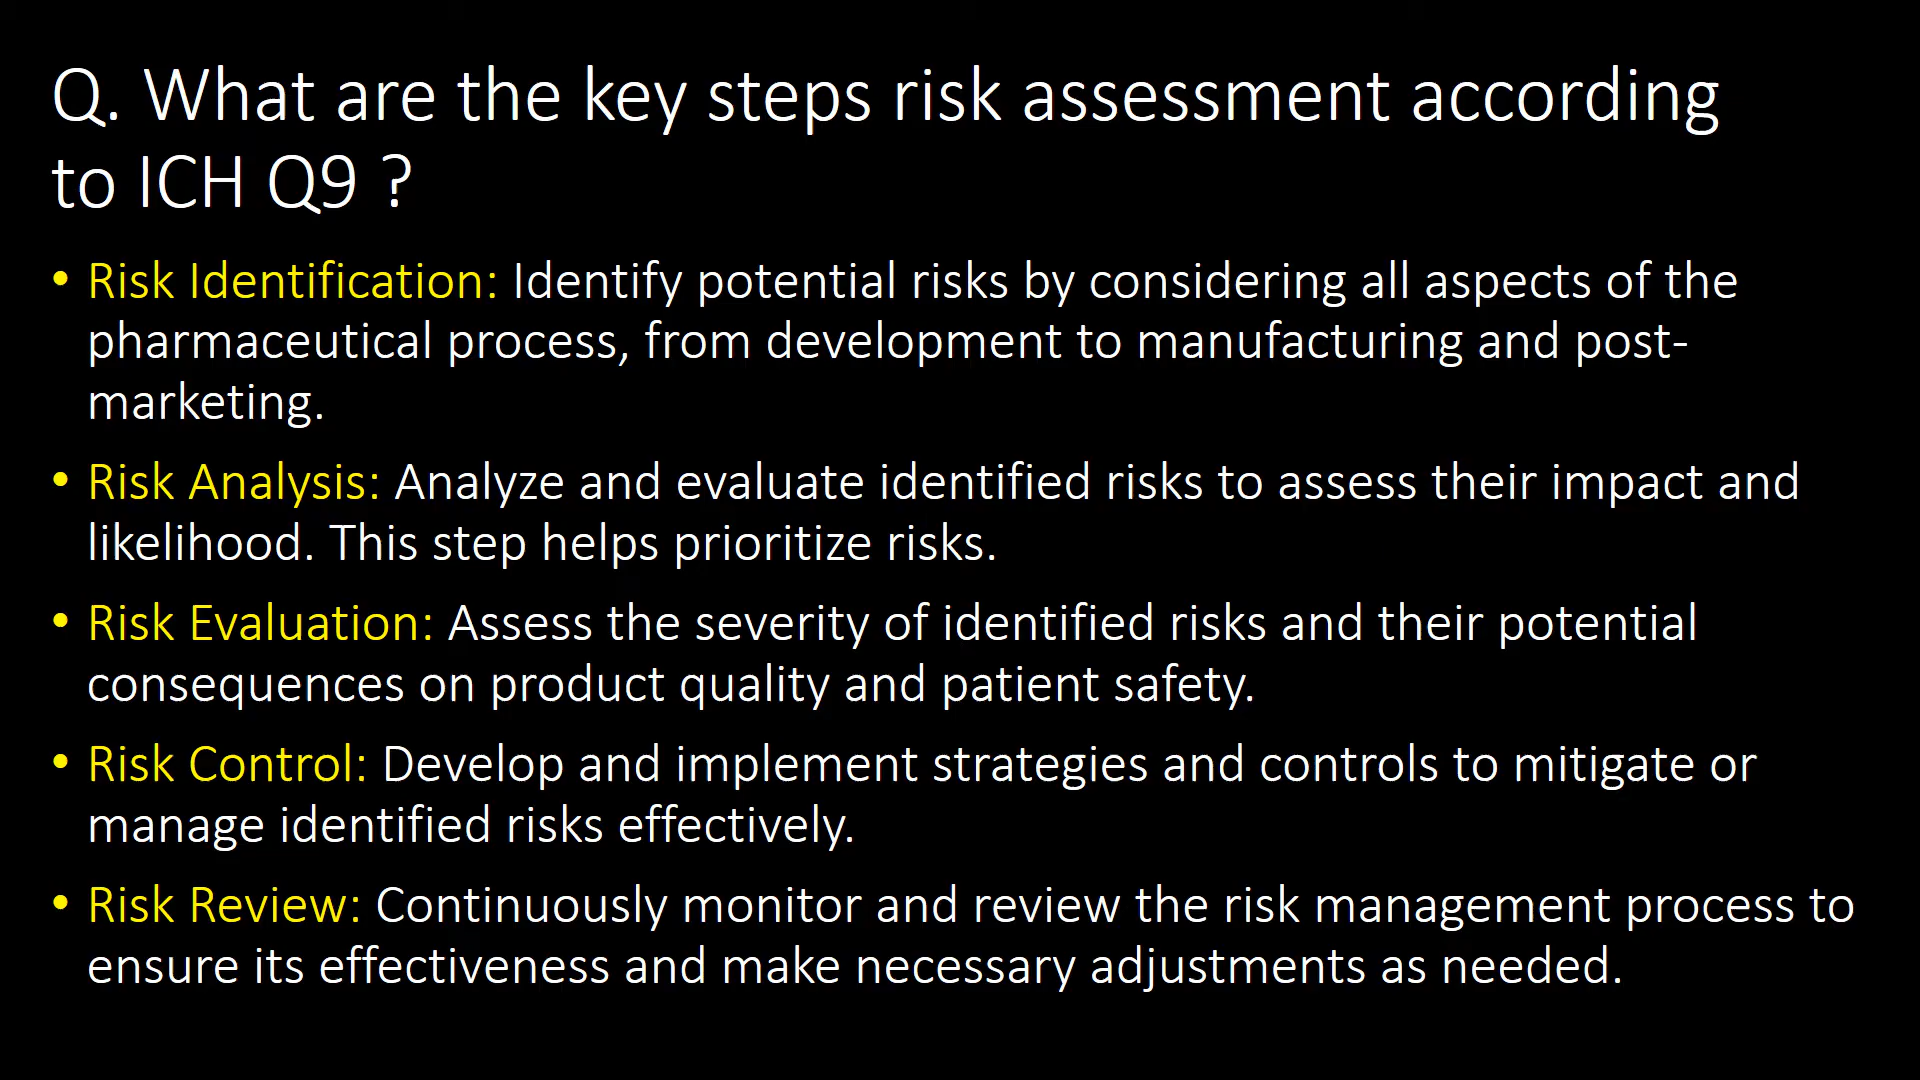 Q. What are the key steps risk assessment according
to ICH Q9 ?
• Risk Identification: Identify potential risks by considering all aspects of the
pharmaceutical process, from development to manufacturing and post-
marketing.
• Risk Analysis: Analyze and evaluate identified risks to assess their impact and
likelihood. This step helps prioritize risks.
• Risk Evaluation: Assess the severity of identified risks and their potential
consequences on product quality and patient safety.
• Risk Control: Develop and implement strategies and controls to mitigate or
manage identified risks effectively.
• Risk Review: Continuously monitor and review the risk management process to
ensure its effectiveness and make necessary adjustments as needed.